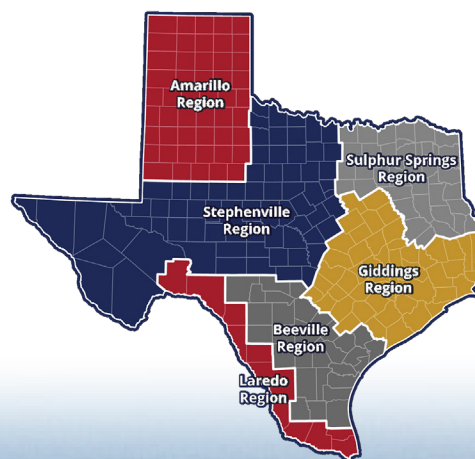 Amarillo
Region
Sulphur Springs
Region
Stephenville
Region
Giddings
Region
Beeville
Region
Laredo
Region